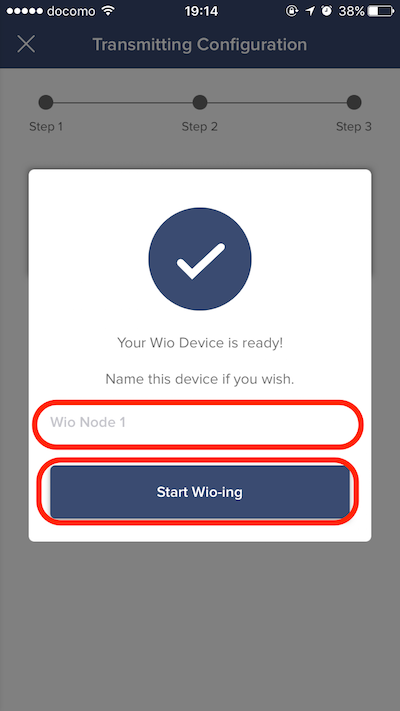 docomo 19:14 38%
Transmitting Configuration
Step 1 Step 2 Step 3
Your Wio Device is ready!
Name this device if you wish.
Wio Node 1
Start Wio-ing